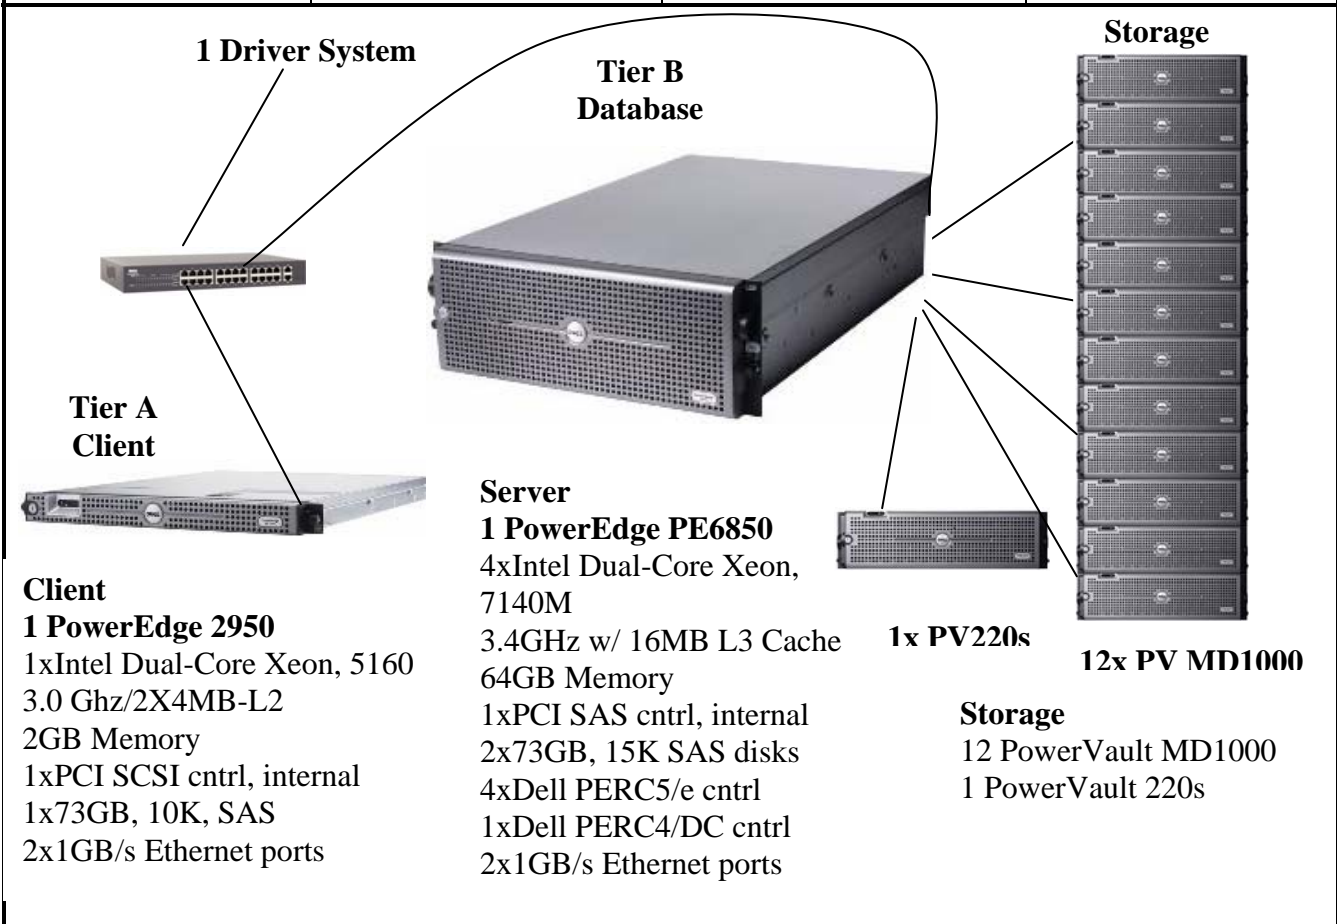 1 Driver System
Tier B
Database
Storage
Tier A
Client
Client
1 PowerEdge 2950
1xIntel Dual-Core Xeon, 5160
3.0 Ghz/2X4MB-L2
2GB Memory
1xPCI SCSI cntrl, internal
1x73GB, 10K, SAS
2x1GB/s Ethernet ports
Server
1 PowerEdge PE6850
4xIntel Dual-Core Xeon,
7140M
3.4GHz w/ 16MB L3 Cache
64GB Memory
1xPCI SAS cntrl, internal
2x73GB, 15K SAS disks
4xDell PERC5/e cntrl
1xDell PERC4/DC cntrl
2x1GB/s Ethernet ports
1x PV220s
12x PV MD1000
Storage
12 PowerVault MD1000
1 PowerVault 220s